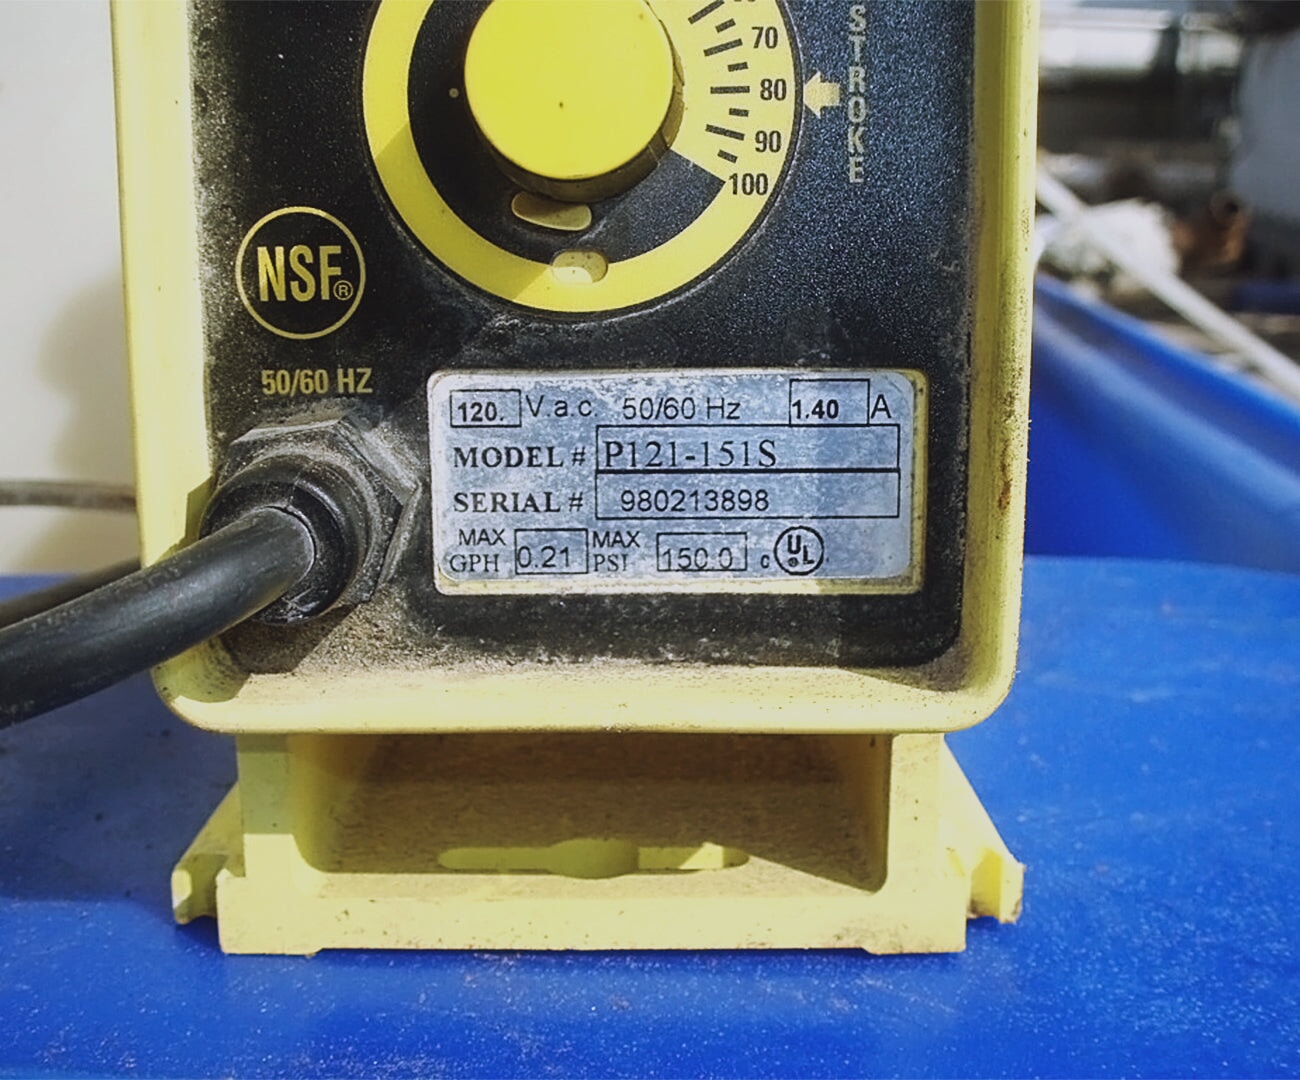 70
80
90
100
STROKE
NSF®
50/60 HZ
120. V.a.c. 50/60 Hz 1.40 A
MODEL # P121-151S
SERIAL # 980213898
MAX GPH 0.21 MAX PSI 150.0 c UL